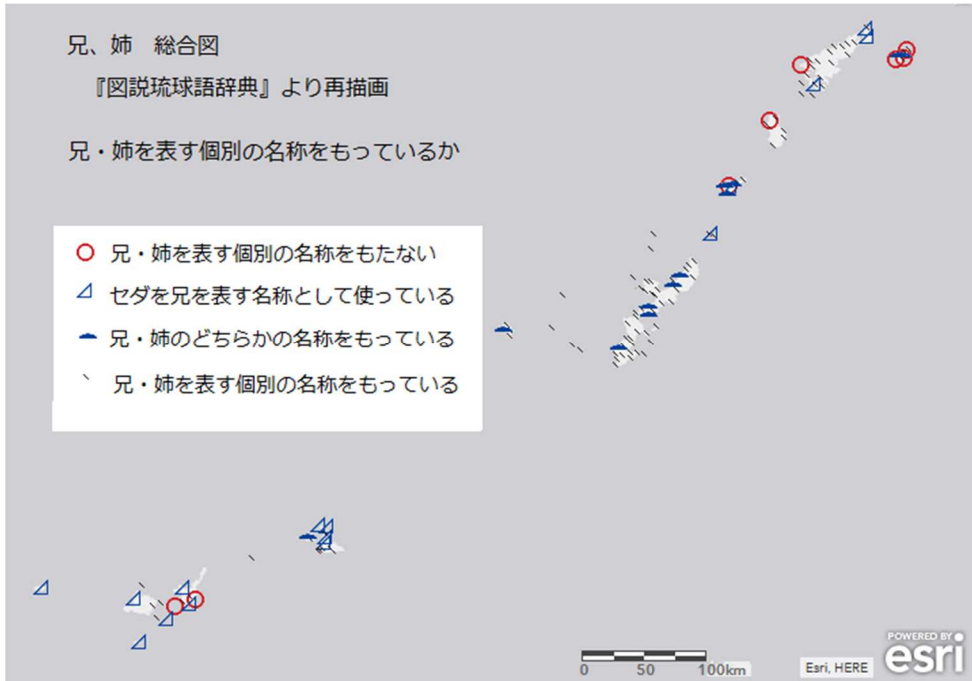 兄、姉　総合図
『図説琉球語辞典』より再描画
兄・姉を表す個別の名称をもっているか
兄・姉を表す個別の名称をもたない
セダを兄を表す名称として使っている
兄・姉のどちらかの名称をもっている
兄・姉を表す個別の名称をもっている
0 50 100km
Esri, HERE
POWERED BY
esri